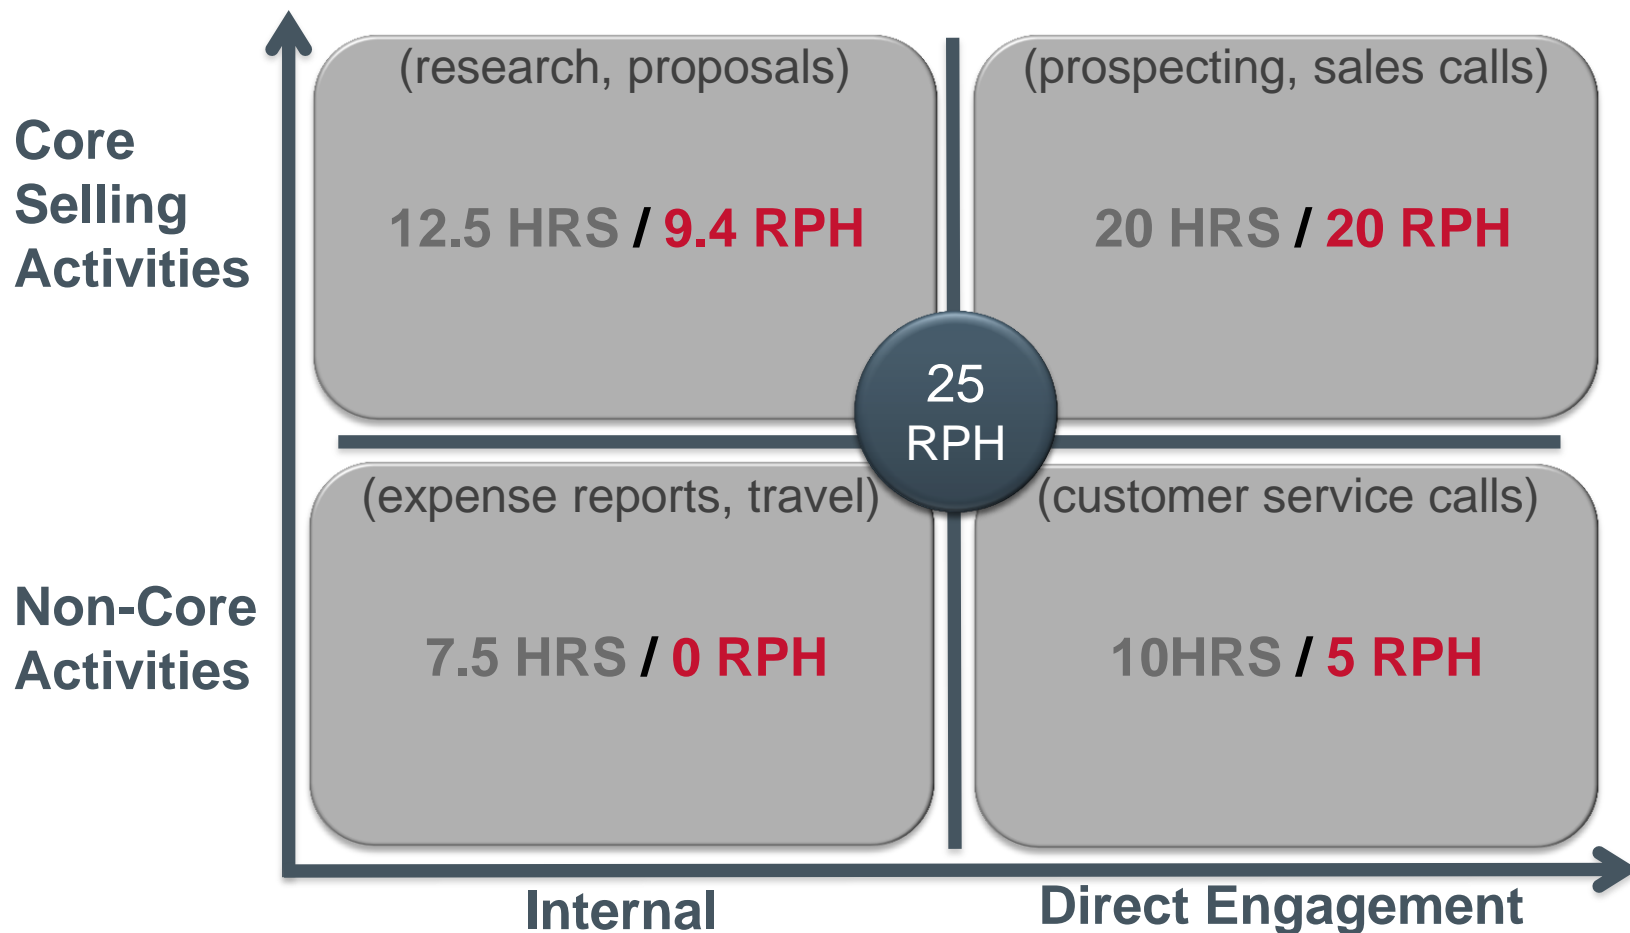 Core
Selling
Activities
(research, proposals)
12.5 HRS / 9.4 RPH
(prospecting, sales calls)
20 HRS / 20 RPH
25
RPH
Non-Core
Activities
(expense reports, travel)
7.5 HRS / 0 RPH
(customer service calls)
10HRS / 5 RPH
Internal
Direct Engagement